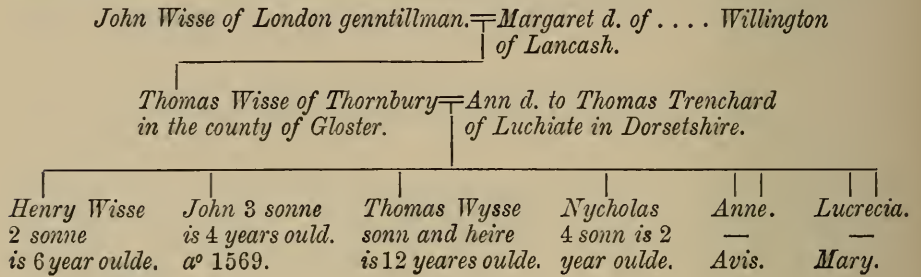 John Wisse of London genntillman.=Margaret d. of .... Willington
of Lancash.
Thomas Wisse of Thornbury=Ann d. to Thomas Trenchard
in the county of Gloster. of Luchiate in Dorsetshire.
Henry Wisse
2 sonne
is 6 year oulde.
John 3 sonne
is 4 years ould.
aº 1569.
Thomas Wysse
sonn and heire
is 12 yeares oulde.
Nycholas
4 sonn is 2
year oulde.
Anne.
—
Avis.
Lucrecia.
—
Mary.